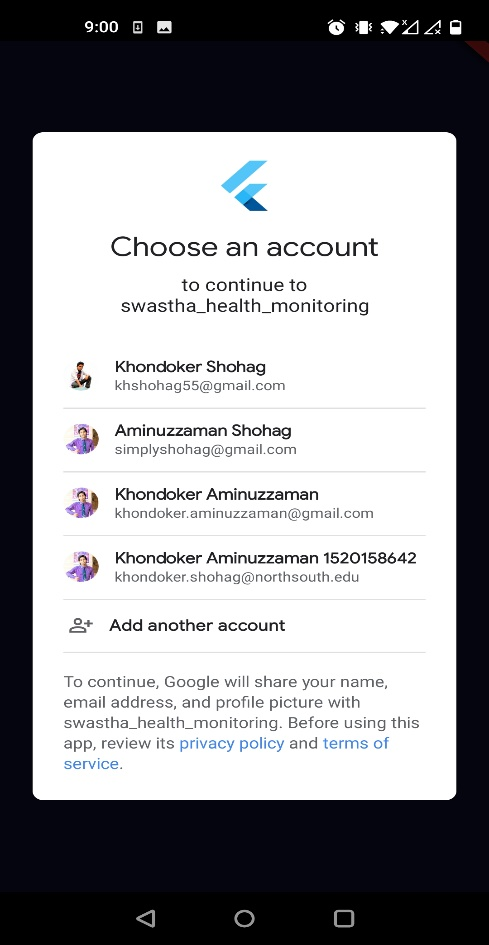 9:00
Choose an account
to continue to
swastha_health_monitoring
Khondoker Shohag
khshohag55@gmail.com
Aminuzzaman Shohag
simplyshohag@gmail.com
Khondoker Aminuzzaman
khondoker.aminuzzaman@gmail.com
Khondoker Aminuzzaman 1520158642
khondoker.shohag@northsouth.edu
Add another account
To continue, Google will share your name,
email address, and profile picture with
swastha_health_monitoring. Before using this
app, review its privacy policy and terms of
service.